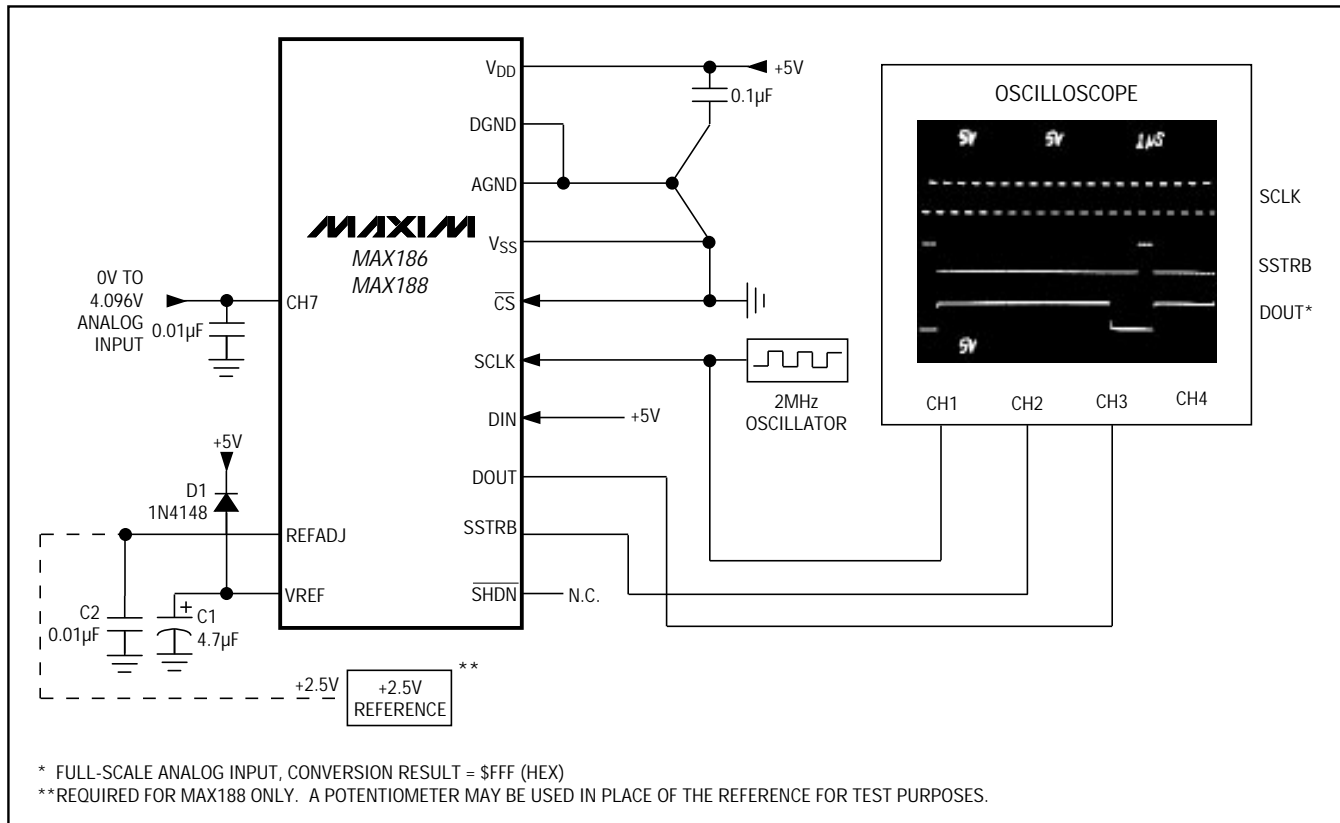 V_DD
+5V
0.1µF
DGND
AGND
MAXIM
MAX186
MAX188
V_SS
CS
0V TO
4.096V
ANALOG
INPUT
0.01µF
CH7
SCLK
2MHz
OSCILLATOR
DIN
+5V
DOUT
SSTRB
SHDN
N.C.
+5V
D1
1N4148
REFADJ
VREF
C2
0.01µF
+
C1
4.7µF
+2.5V
+2.5V
REFERENCE
**
OSCILLOSCOPE
5V
5V
1µS
5V
SCLK
SSTRB
DOUT*
CH1
CH2
CH3
CH4
* FULL-SCALE ANALOG INPUT, CONVERSION RESULT = $FFF (HEX)
**REQUIRED FOR MAX188 ONLY. A POTENTIOMETER MAY BE USED IN PLACE OF THE REFERENCE FOR TEST PURPOSES.